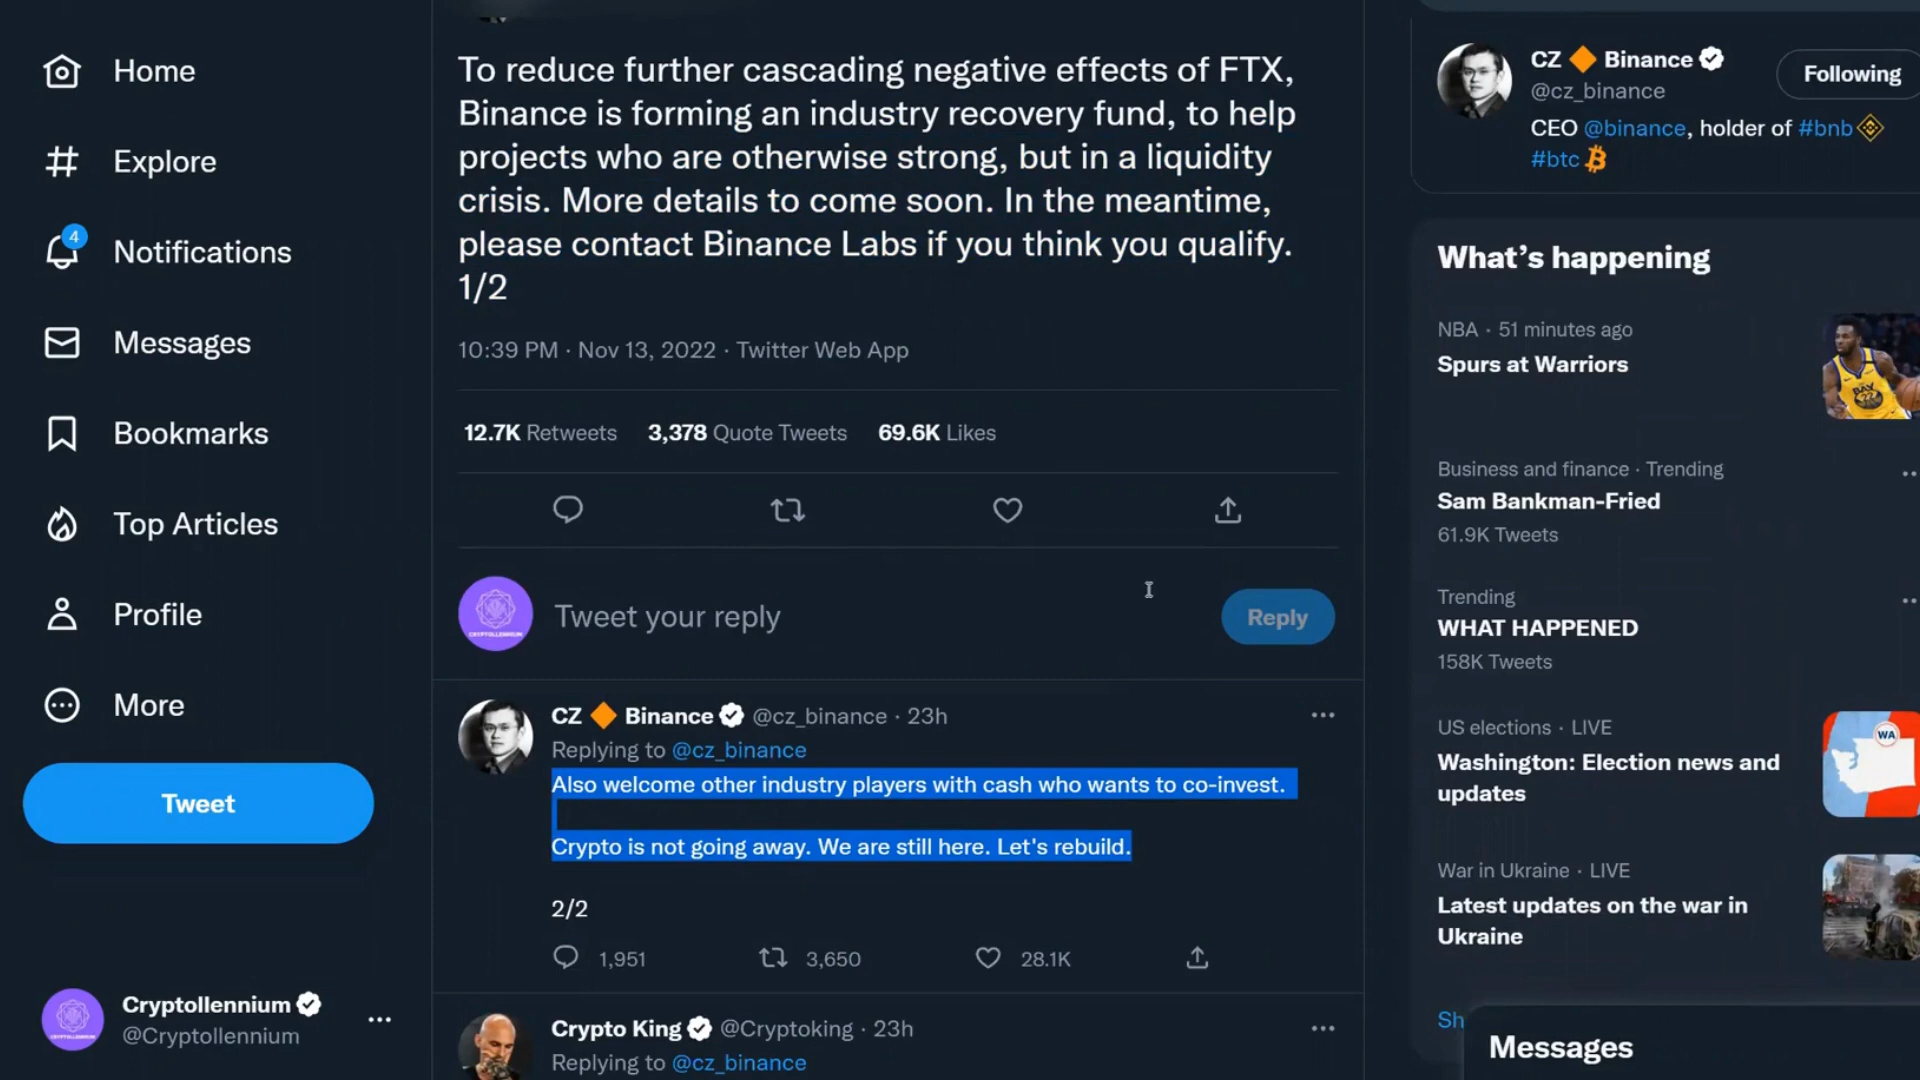 Home
Explore
4
Notifications
Messages
Bookmarks
Top Articles
Profile
More
Tweet
Cryptollennium
@Cryptollennium
To reduce further cascading negative effects of FTX,
Binance is forming an industry recovery fund, to help
projects who are otherwise strong, but in a liquidity
crisis. More details to come soon. In the meantime,
please contact Binance Labs if you think you qualify.
1/2
10:39 PM · Nov 13, 2022 · Twitter Web App
12.7K Retweets 3,378 Quote Tweets 69.6K Likes
CRYPTOLLENNIUM
Tweet your reply
Reply
CZ 🔶 Binance @cz_binance · 23h
Replying to @cz_binance
Also welcome other industry players with cash who wants to co-invest.
Crypto is not going away. We are still here. Let's rebuild.
2/2
1,951 3,650 28.1K
Crypto King @Cryptoking · 23h
Replying to @cz_binance
CZ 🔶 Binance
@cz_binance
Following
CEO @binance, holder of #bnb
#btc
What's happening
NBA · 51 minutes ago
Spurs at Warriors
Business and finance · Trending
Sam Bankman-Fried
61.9K Tweets
Trending
WHAT HAPPENED
158K Tweets
US elections · LIVE
Washington: Election news and
updates
WA
War in Ukraine · LIVE
Latest updates on the war in
Ukraine
Sh
Messages